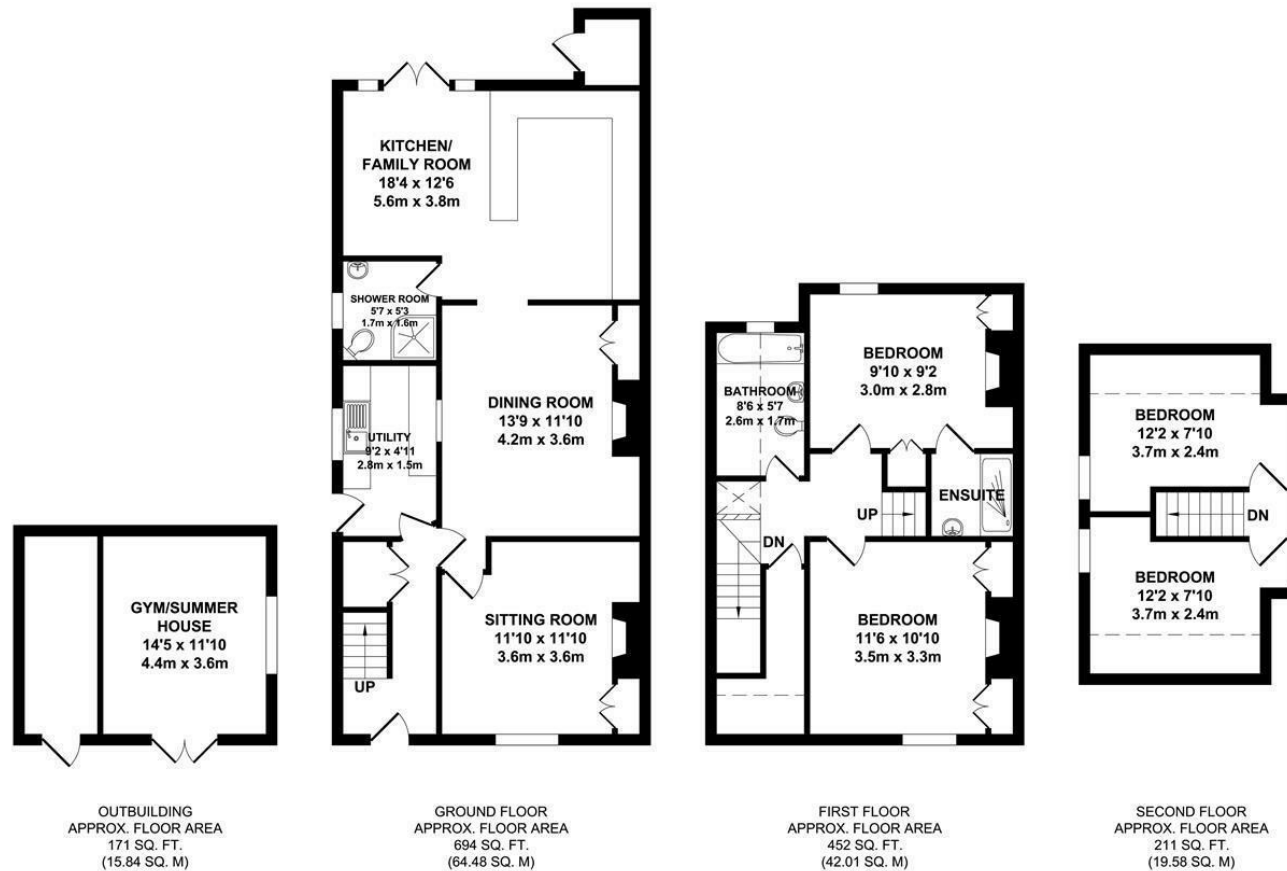 KITCHEN/
FAMILY ROOM
18'4 x 12'6
5.6m x 3.8m
SHOWER ROOM
5'7 x 5'3
1.7m x 1.6m
DINING ROOM
13'9 x 11'10
4.2m x 3.6m
UTILITY
9'2 x 4'11
2.8m x 1.5m
SITTING ROOM
11'10 x 11'10
3.6m x 3.6m
UP
GYM/SUMMER
HOUSE
14'5 x 11'10
4.4m x 3.6m
BEDROOM
9'10 x 9'2
3.0m x 2.8m
BATHROOM
8'6 x 5'7
2.6m x 1.7m
ENSUITE
UP
DN
BEDROOM
11'6 x 10'10
3.5m x 3.3m
BEDROOM
12'2 x 7'10
3.7m x 2.4m
DN
BEDROOM
12'2 x 7'10
3.7m x 2.4m
OUTBUILDING
APPROX. FLOOR AREA
171 SQ. FT.
(15.84 SQ. M)
GROUND FLOOR
APPROX. FLOOR AREA
694 SQ. FT.
(64.48 SQ. M)
FIRST FLOOR
APPROX. FLOOR AREA
452 SQ. FT.
(42.01 SQ. M)
SECOND FLOOR
APPROX. FLOOR AREA
211 SQ. FT.
(19.58 SQ. M)